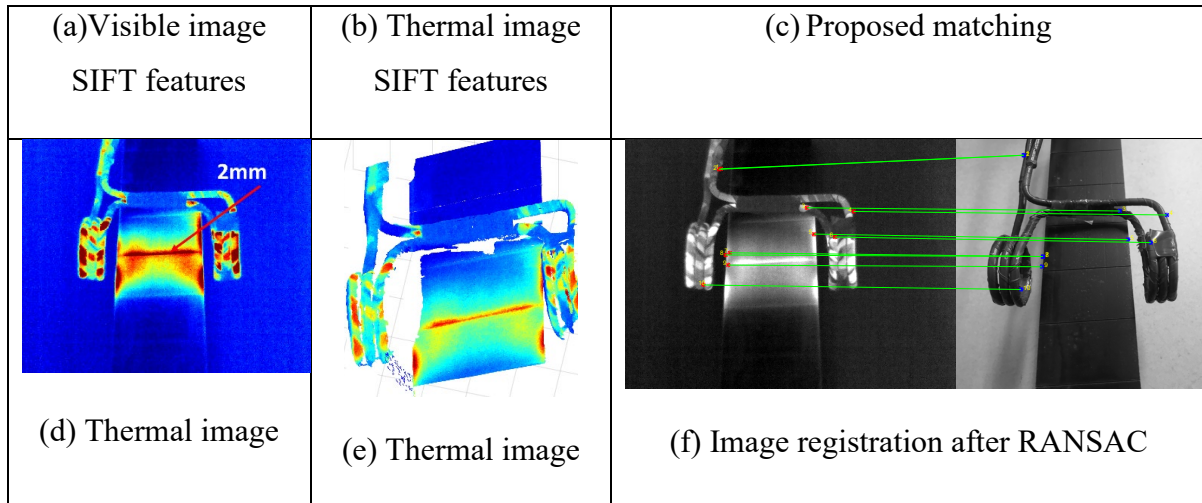 (a)Visible image
SIFT features
(b) Thermal image
SIFT features
(c) Proposed matching
2mm
(d) Thermal image
(e) Thermal image
(f) Image registration after RANSAC